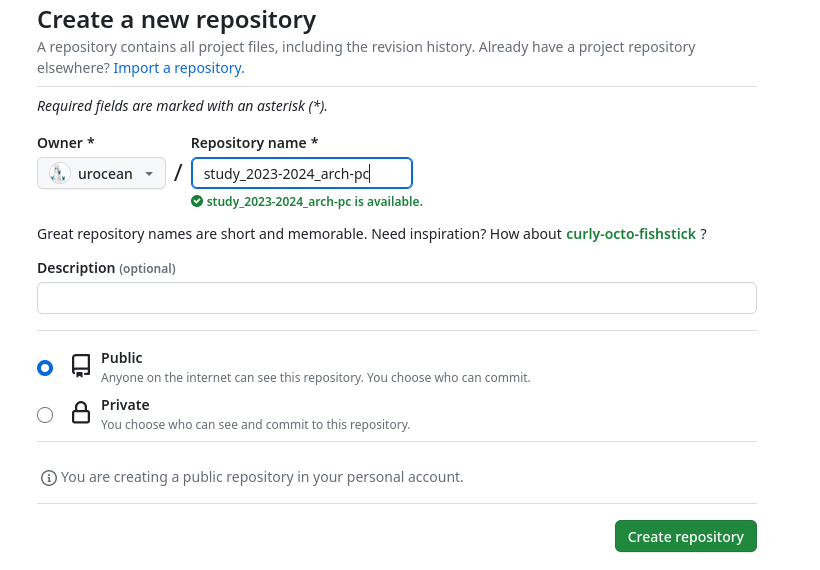 Create a new repository
A repository contains all project files, including the revision history. Already have a project repository
elsewhere? Import a repository.
Required fields are marked with an asterisk (*).
Owner * Repository name *
urocean / study_2023-2024_arch-pc
study_2023-2024_arch-pc is available.
Great repository names are short and memorable. Need inspiration? How about curly-octo-fishstick ?
Description (optional)
Public
Anyone on the internet can see this repository. You choose who can commit.
Private
You choose who can see and commit to this repository.
You are creating a public repository in your personal account.
Create repository